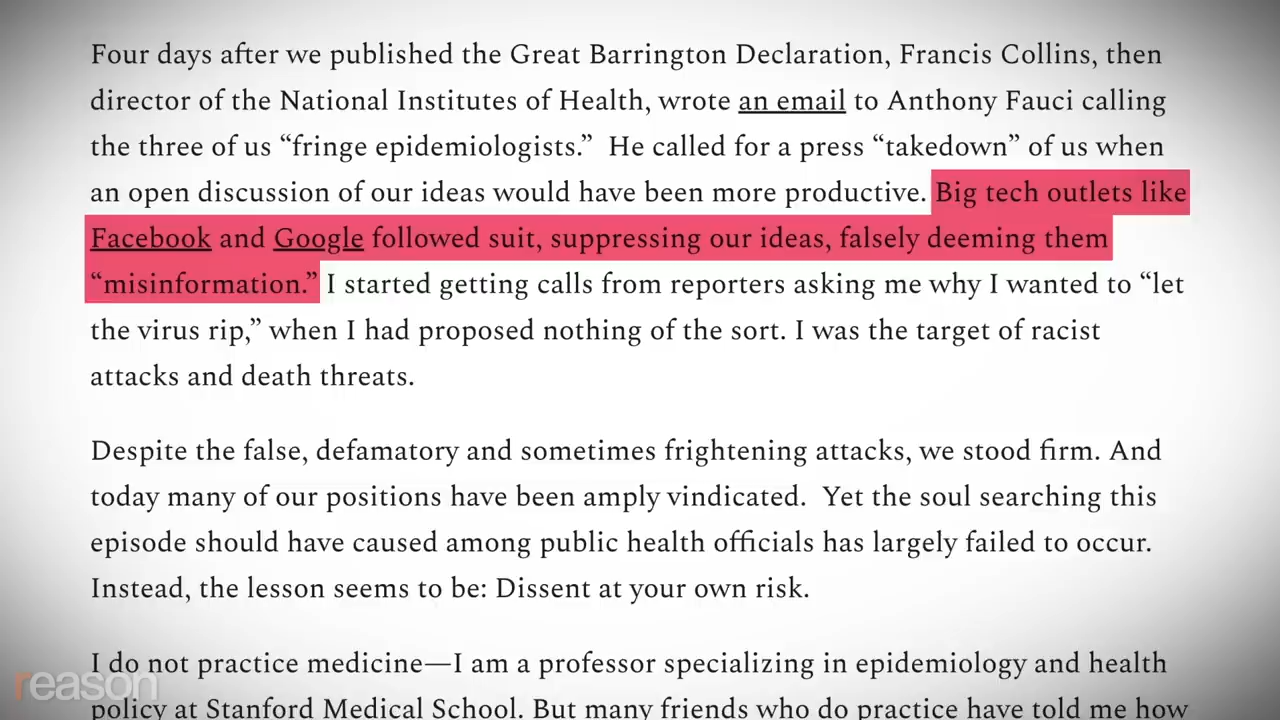 Four days after we published the Great Barrington Declaration, Francis Collins, then
director of the National Institutes of Health, wrote an email to Anthony Fauci calling
the three of us “fringe epidemiologists.”  He called for a press “takedown” of us when
an open discussion of our ideas would have been more productive. Big tech outlets like
Facebook and Google followed suit, suppressing our ideas, falsely deeming them
“misinformation.” I started getting calls from reporters asking me why I wanted to “let
the virus rip,” when I had proposed nothing of the sort. I was the target of racist
attacks and death threats.
Despite the false, defamatory and sometimes frightening attacks, we stood firm. And
today many of our positions have been amply vindicated.  Yet the soul searching this
episode should have caused among public health officials has largely failed to occur.
Instead, the lesson seems to be: Dissent at your own risk.
I do not practice medicine—I am a professor specializing in epidemiology and health
policy at Stanford Medical School. But many friends who do practice have told me how
reason